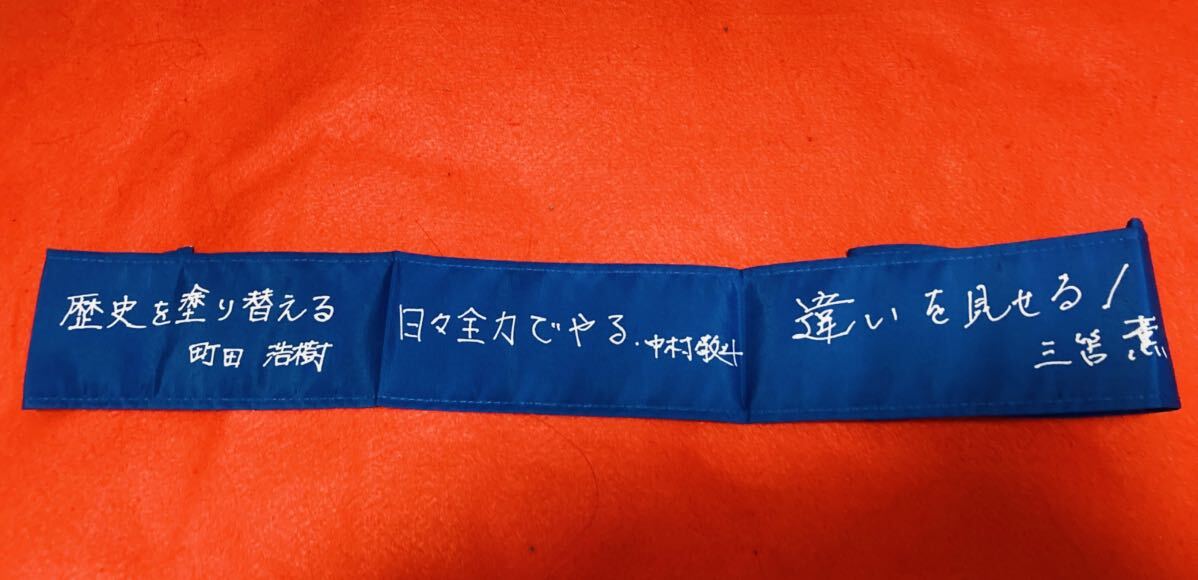 歴史を塗り替える
町田 浩樹
日々全力でやる.中村敬斗
違いを見せる!
三笘 薫